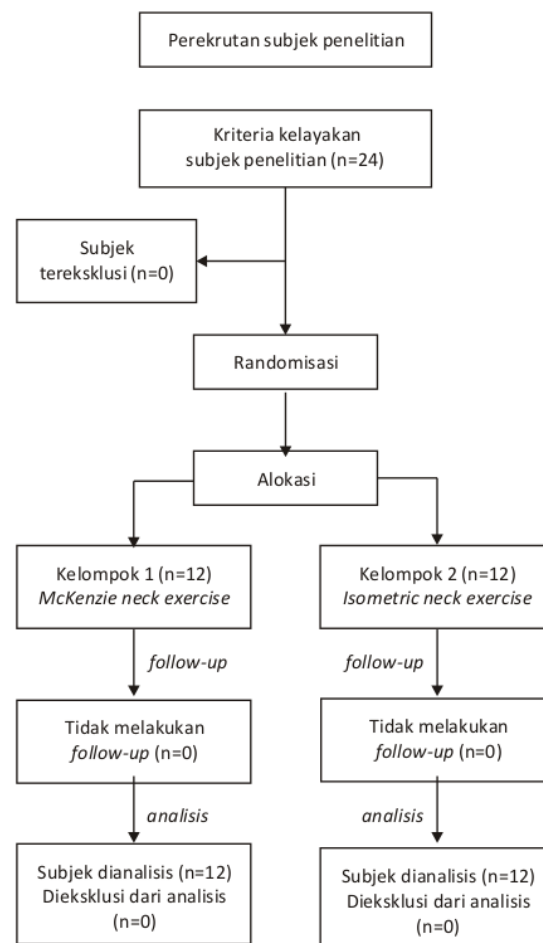 Perekrutan subjek penelitian
Kriteria kelayakan
subjek penelitian (n=24)
Subjek
tereksklusi (n=0)
Randomisasi
Alokasi
Kelompok 1 (n=12)
McKenzie neck exercise
Kelompok 2 (n=12)
Isometric neck exercise
follow-up
follow-up
Tidak melakukan
follow-up (n=0)
Tidak melakukan
follow-up (n=0)
analisis
analisis
Subjek dianalisis (n=12)
Dieksklusi dari analisis
(n=0)
Subjek dianalisis (n=12)
Dieksklusi dari analisis
(n=0)